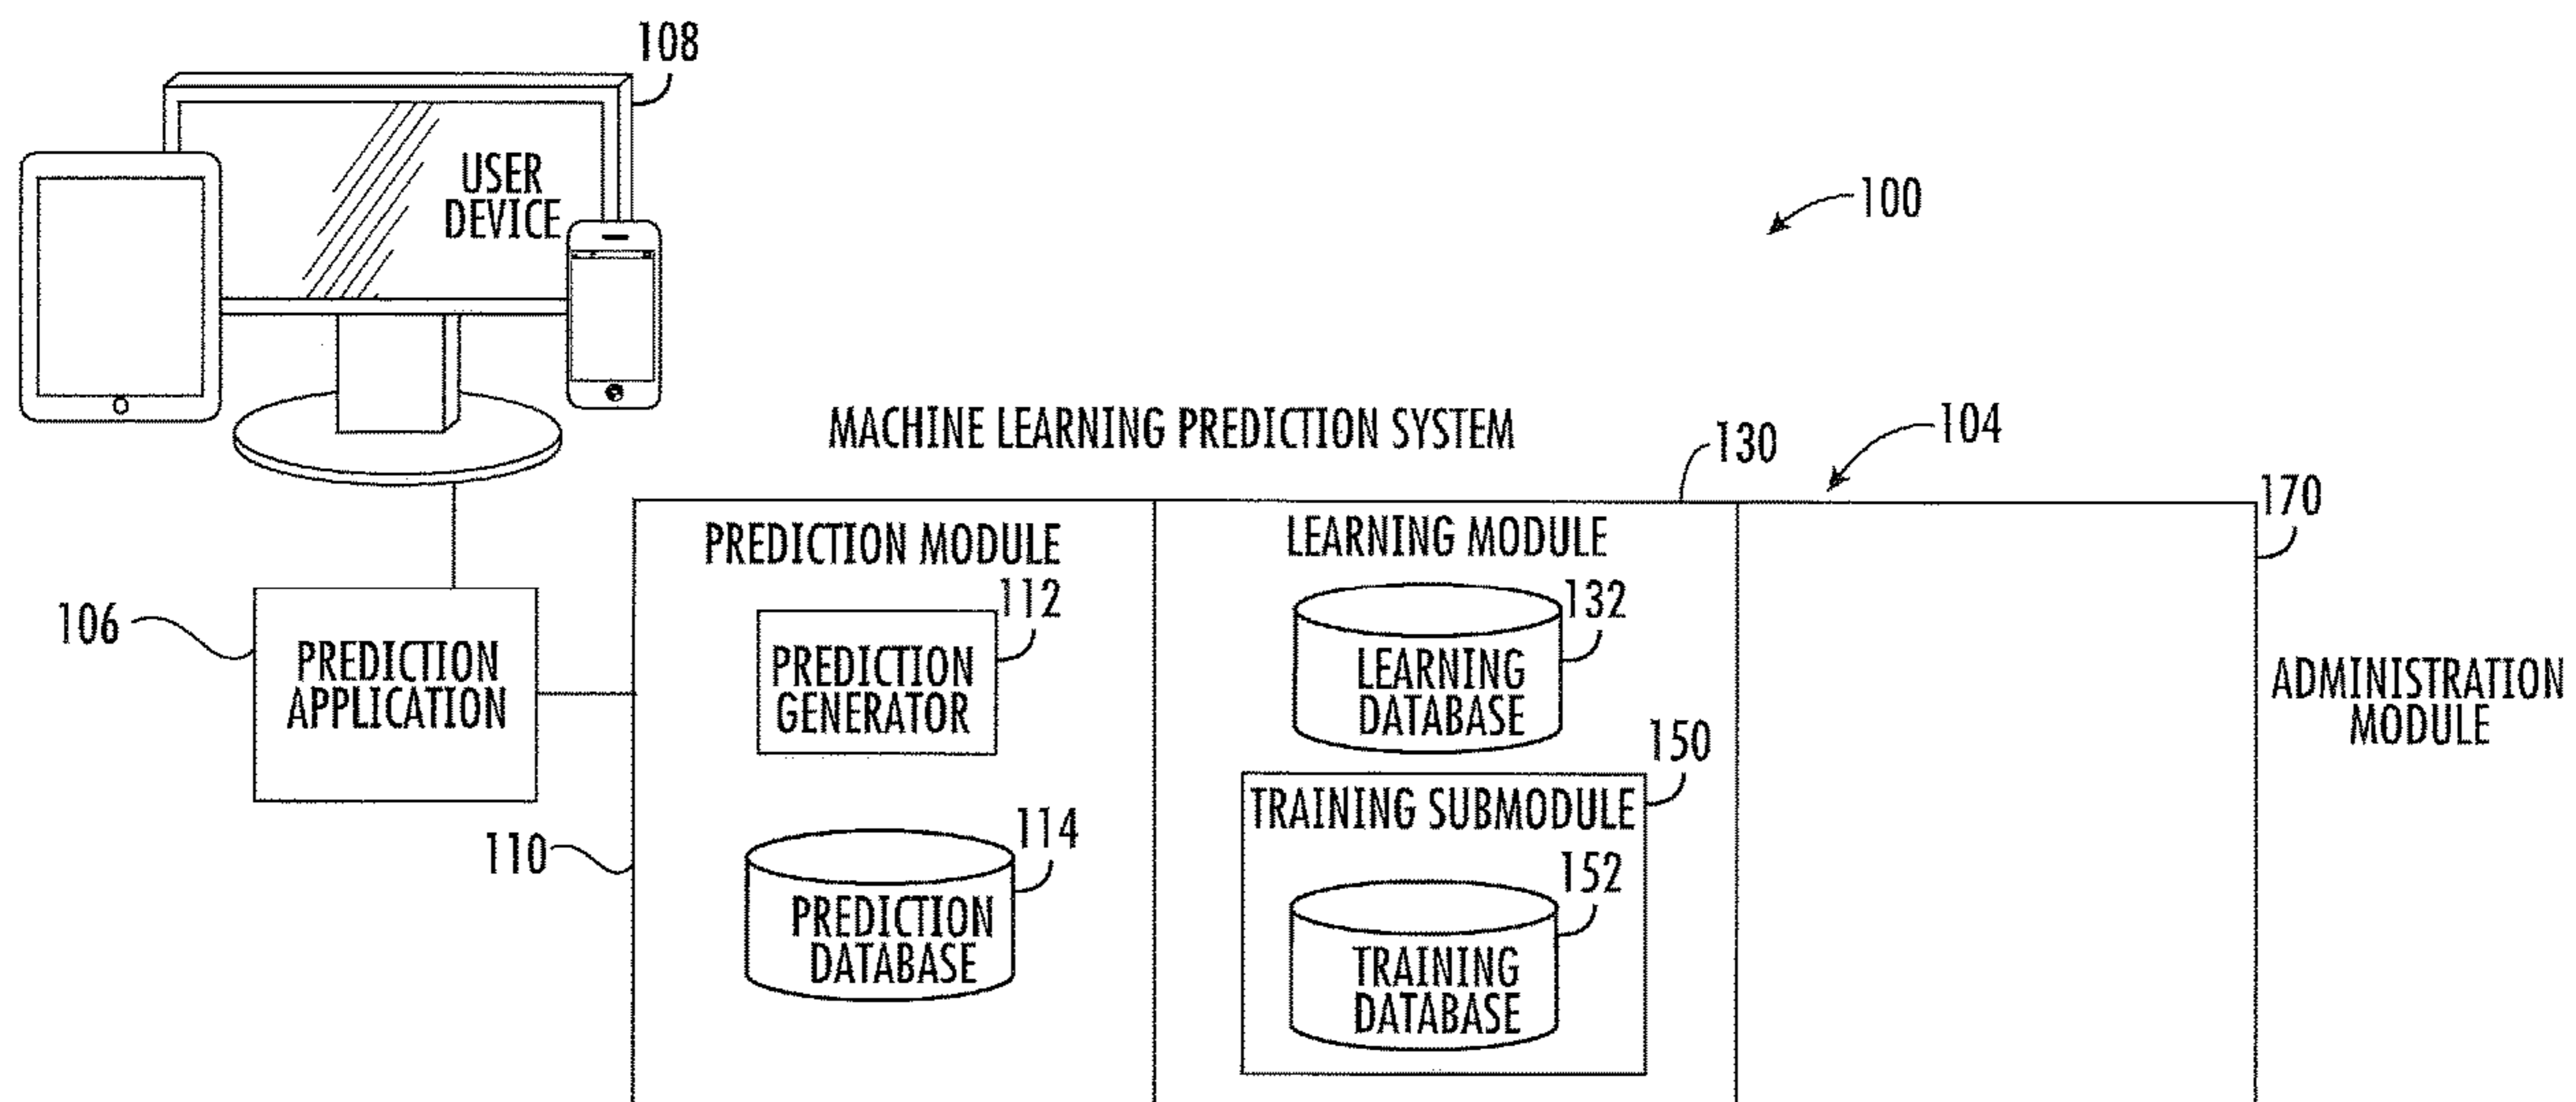 108
USER
DEVICE
100
MACHINE LEARNING PREDICTION SYSTEM
130
104
170
PREDICTION MODULE
LEARNING MODULE
106
PREDICTION
APPLICATION
112
PREDICTION
GENERATOR
132
LEARNING
DATABASE
ADMINISTRATION
MODULE
110
114
PREDICTION
DATABASE
150
TRAINING SUBMODULE
152
TRAINING
DATABASE